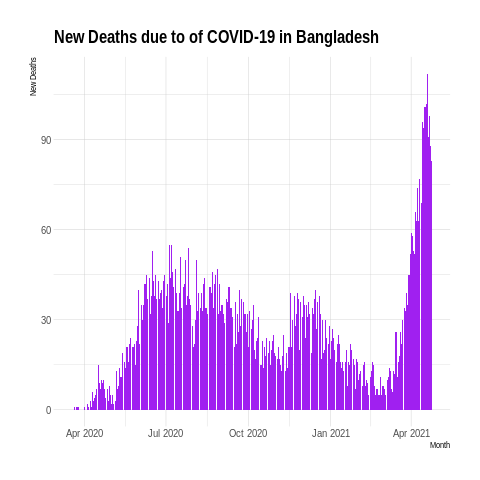 New Deaths due to of COVID-19 in Bangladesh
New Deaths
90
60
30
0
Apr 2020 Jul 2020 Oct 2020 Jan 2021 Apr 2021
Month